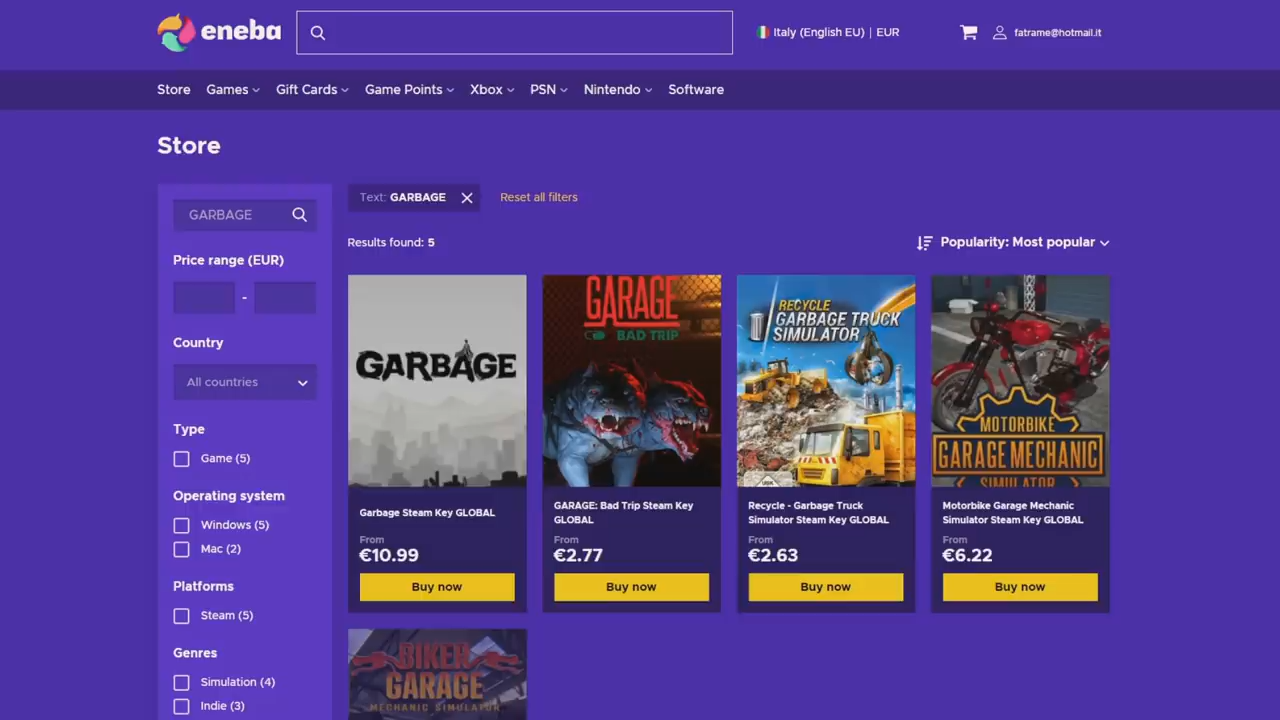 eneba
Italy (English EU) | EUR
fatrame@hotmail.it
Store Games Gift Cards Game Points Xbox PSN Nintendo Software
Store
GARBAGE
Text: GARBAGE
Reset all filters
Results found: 5
Popularity: Most popular
Price range (EUR)
-
Country
All countries
Type
Game (5)
Operating system
Windows (5)
Mac (2)
Platforms
Steam (5)
Genres
Simulation (4)
Indie (3)
GARBAGE
Garbage Steam Key GLOBAL
From
€10.99
Buy now
GARAGE
BAD TRIP
GARAGE: Bad Trip Steam Key
GLOBAL
From
€2.77
Buy now
RECYCLE
GARBAGE TRUCK
SIMULATOR
Recycle - Garbage Truck
Simulator Steam Key GLOBAL
From
€2.63
Buy now
MOTORBIKE
GARAGE MECHANIC
SIMULATOR
Motorbike Garage Mechanic
Simulator Steam Key GLOBAL
From
€6.22
Buy now
BIKER
GARAGE
MECHANIC SIMULATOR